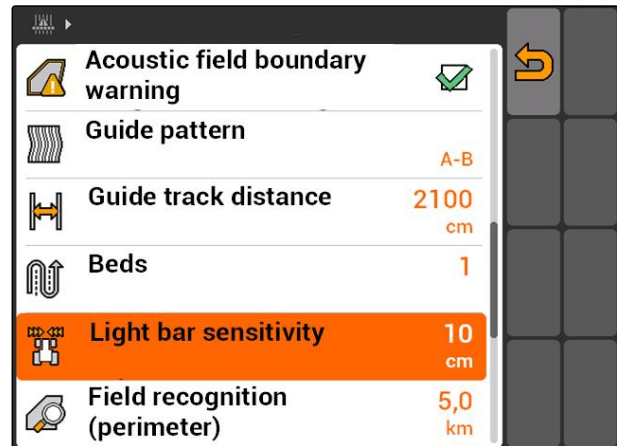 Acoustic field boundary
warning
Guide pattern
A-B
Guide track distance
2100
cm
Beds
1
Light bar sensitivity
10
cm
Field recognition
(perimeter)
5,0
km